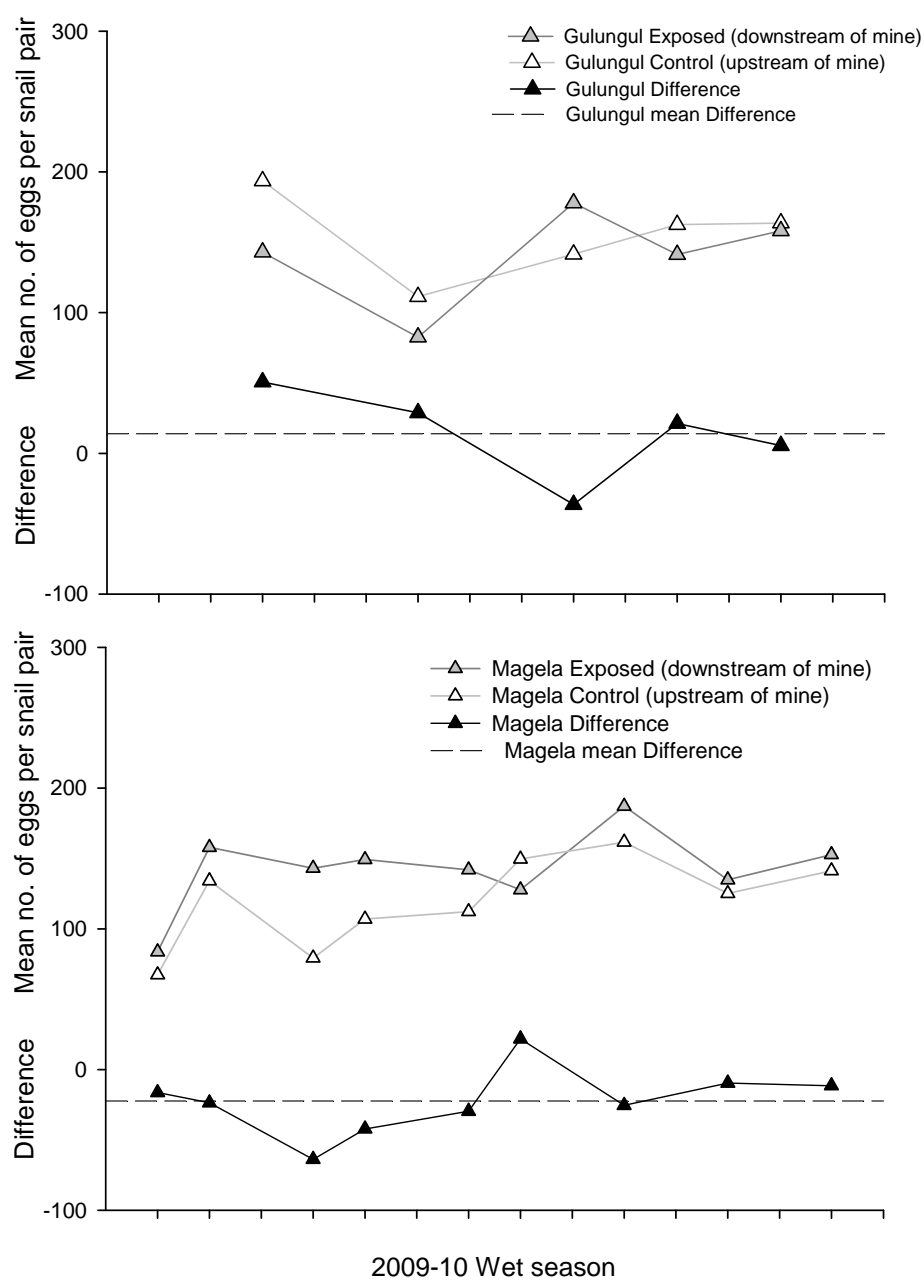 300
200
100
0
-100
Mean no. of eggs per snail pair
Difference
Gulungul Exposed (downstream of mine)
Gulungul Control (upstream of mine)
Gulungul Difference
Gulungul mean Difference
300
200
100
0
-100
Mean no. of eggs per snail pair
Difference
Magela Exposed (downstream of mine)
Magela Control (upstream of mine)
Magela Difference
Magela mean Difference
2009-10 Wet season